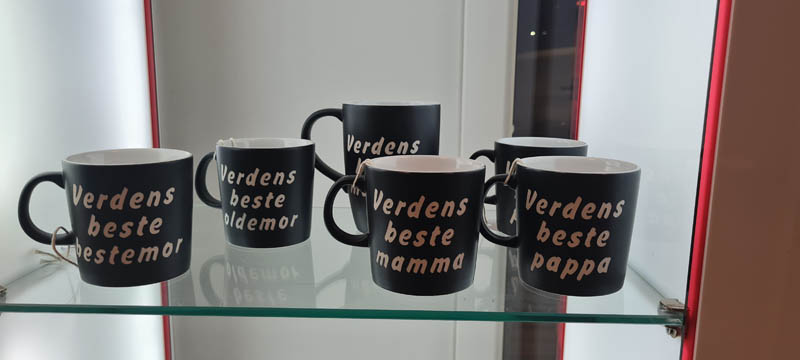 Verdens
beste
bestemor
Verdens
beste
oldemor
Verdens
Verdens
beste
mamma
Verdens
beste
pappa